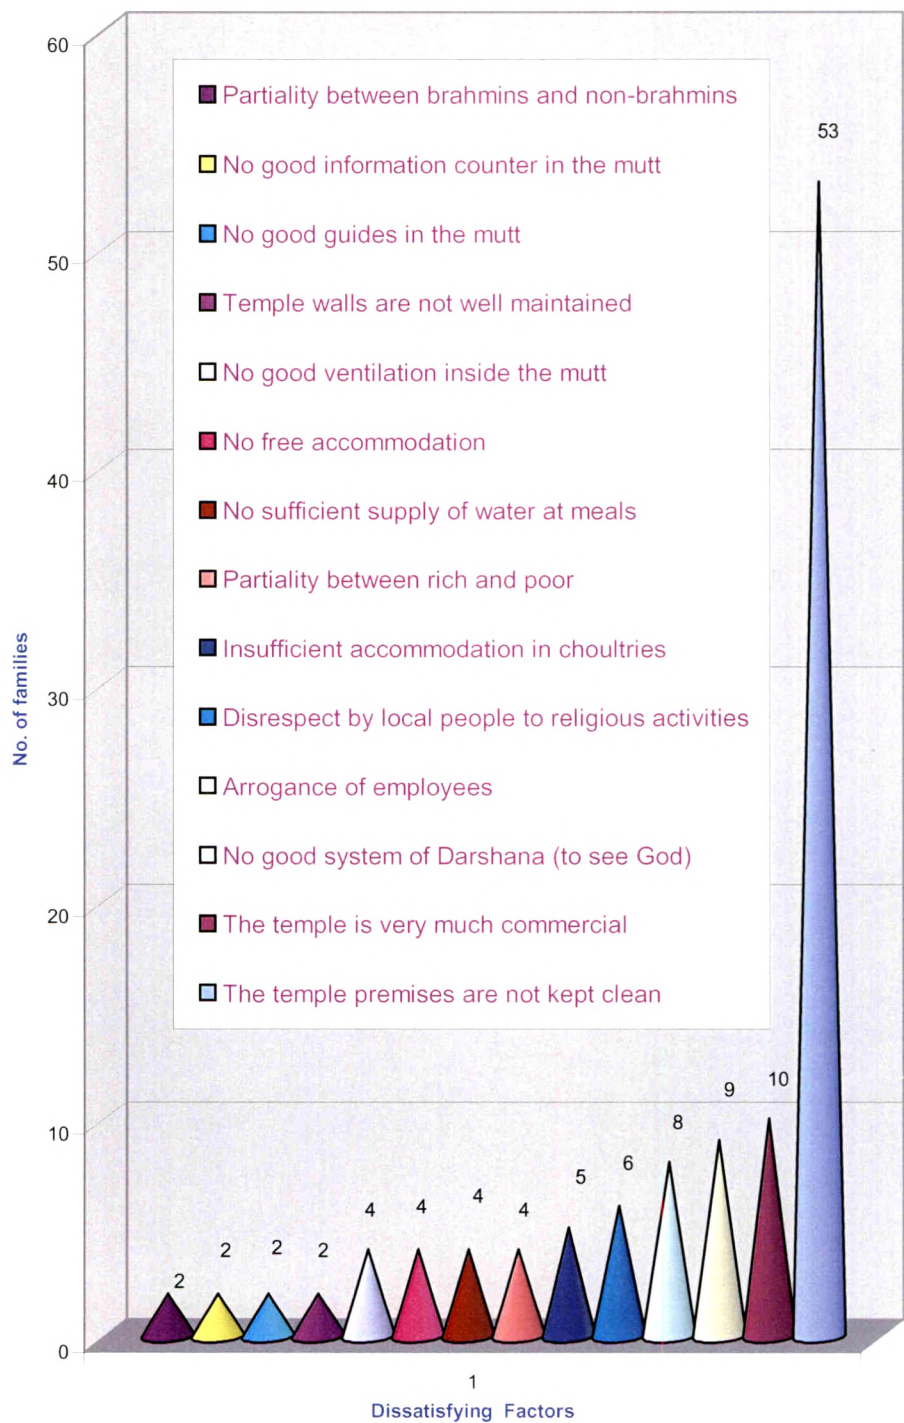 60
50
40
30
20
10
0
No. of families
Partiality between brahmins and non-brahmins
No good information counter in the mutt
No good guides in the mutt
Temple walls are not well maintained
No good ventilation inside the mutt
No free accommodation
No sufficient supply of water at meals
Partiality between rich and poor
Insufficient accommodation in choultries
Disrespect by local people to religious activities
Arrogance of employees
No good system of Darshana (to see God)
The temple is very much commercial
The temple premises are not kept clean
2
2
2
2
4
4
4
4
5
6
8
9
10
53
1
Dissatisfying Factors